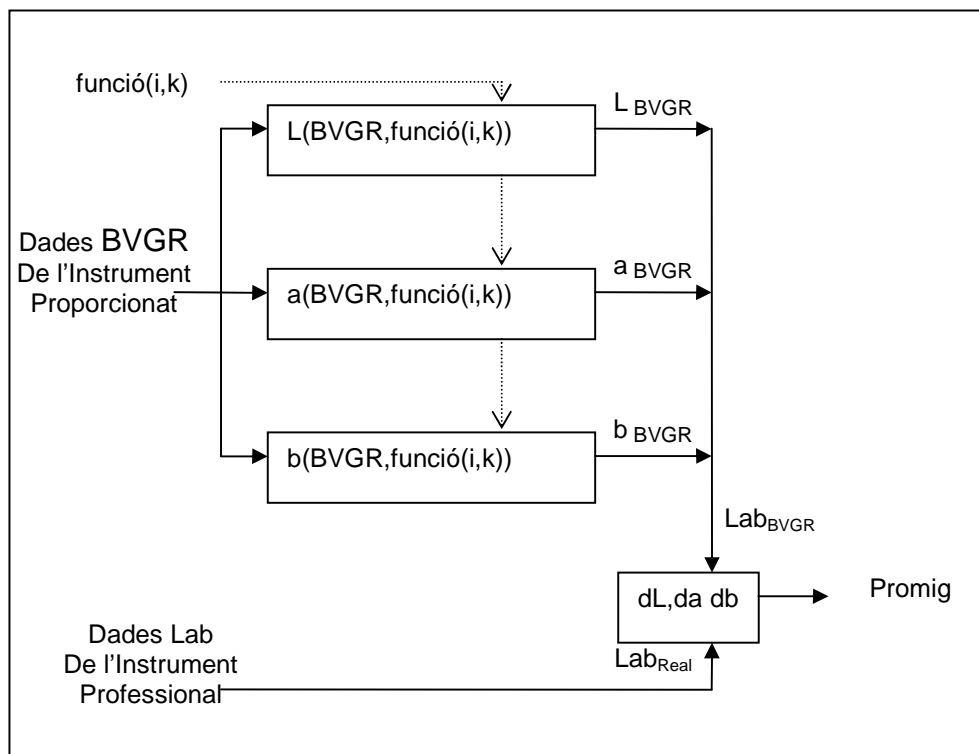 funció(i,k)
L(BVGR,funció(i,k))
L BVGR
Dades BVGR
De l’Instrument
Proporcionat
a(BVGR,funció(i,k))
a BVGR
b(BVGR,funció(i,k))
b BVGR
LabBVGR
dL,da db
Promig
Dades Lab
De l’Instrument
Professional
LabReal